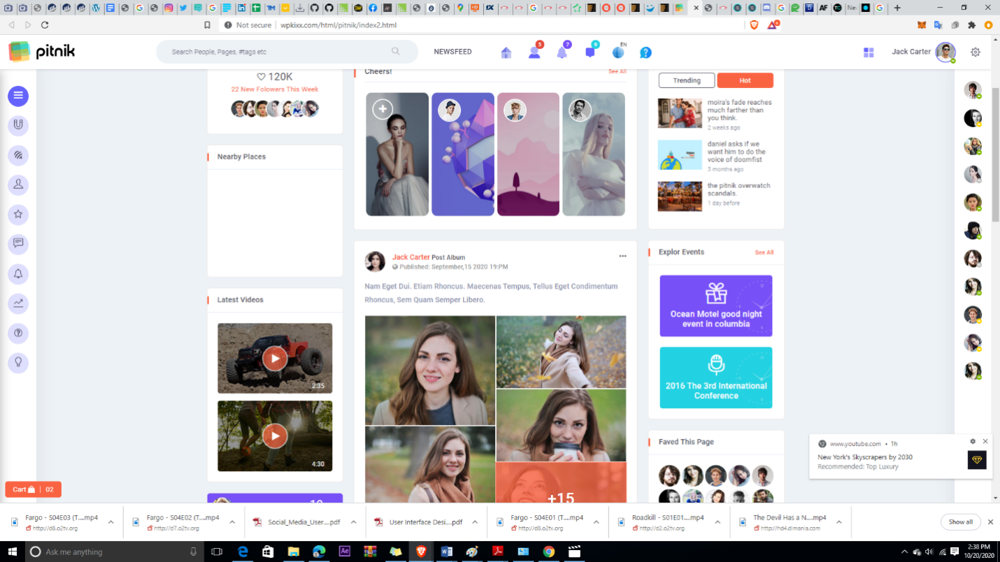 Not secure | wpkixx.com/html/pitnik/index2.html
8
pitnik
Search People, Pages, #tags etc
NEWSFEED
5
7
9
EN
Jack Carter
120K
22 New Folowers This Week
Cheers!
See All
Trending
Hot
moira's fade reaches
much farther than
you think.
2 weeks ago
daniel asks if we
want him to do the
voice of doomfist
3 months ago
the pitnik overwatch
scandals.
1 day before
Nearby Places
Jack Carter Post Album
Published: September,15 2020 19:PM
Nam Eget Dui. Etiam Rhoncus. Maecenas Tempus, Tellus Eget Condimentum
Rhoncus, Sem Quam Semper Libero.
+15
Explor Events
See All
Ocean Motel good night
event in columbia
2016 The 3rd International
Conference
Latest Videos
2:35
4:30
Faved This Page
www.youtube.com • 1h
New York's Skyscrapers by 2030
Recommended: Top Luxury
Cart 02
Fargo - S04E03 (T....mp4
http://d6.o2tv.org
Fargo - S04E02 (T....mp4
http://d7.o2tv.org
Social_Media_User....pdf
User Interface Desi....pdf
Fargo - S04E01 (T....mp4
http://d8.o2tv.org
Roadkill - S01E01....mp4
http://d2.o2tv.org
The Devil Has a N....mp4
http://hd4.dlmania.com
Show all
Ask me anything
2:38 PM
10/20/2020